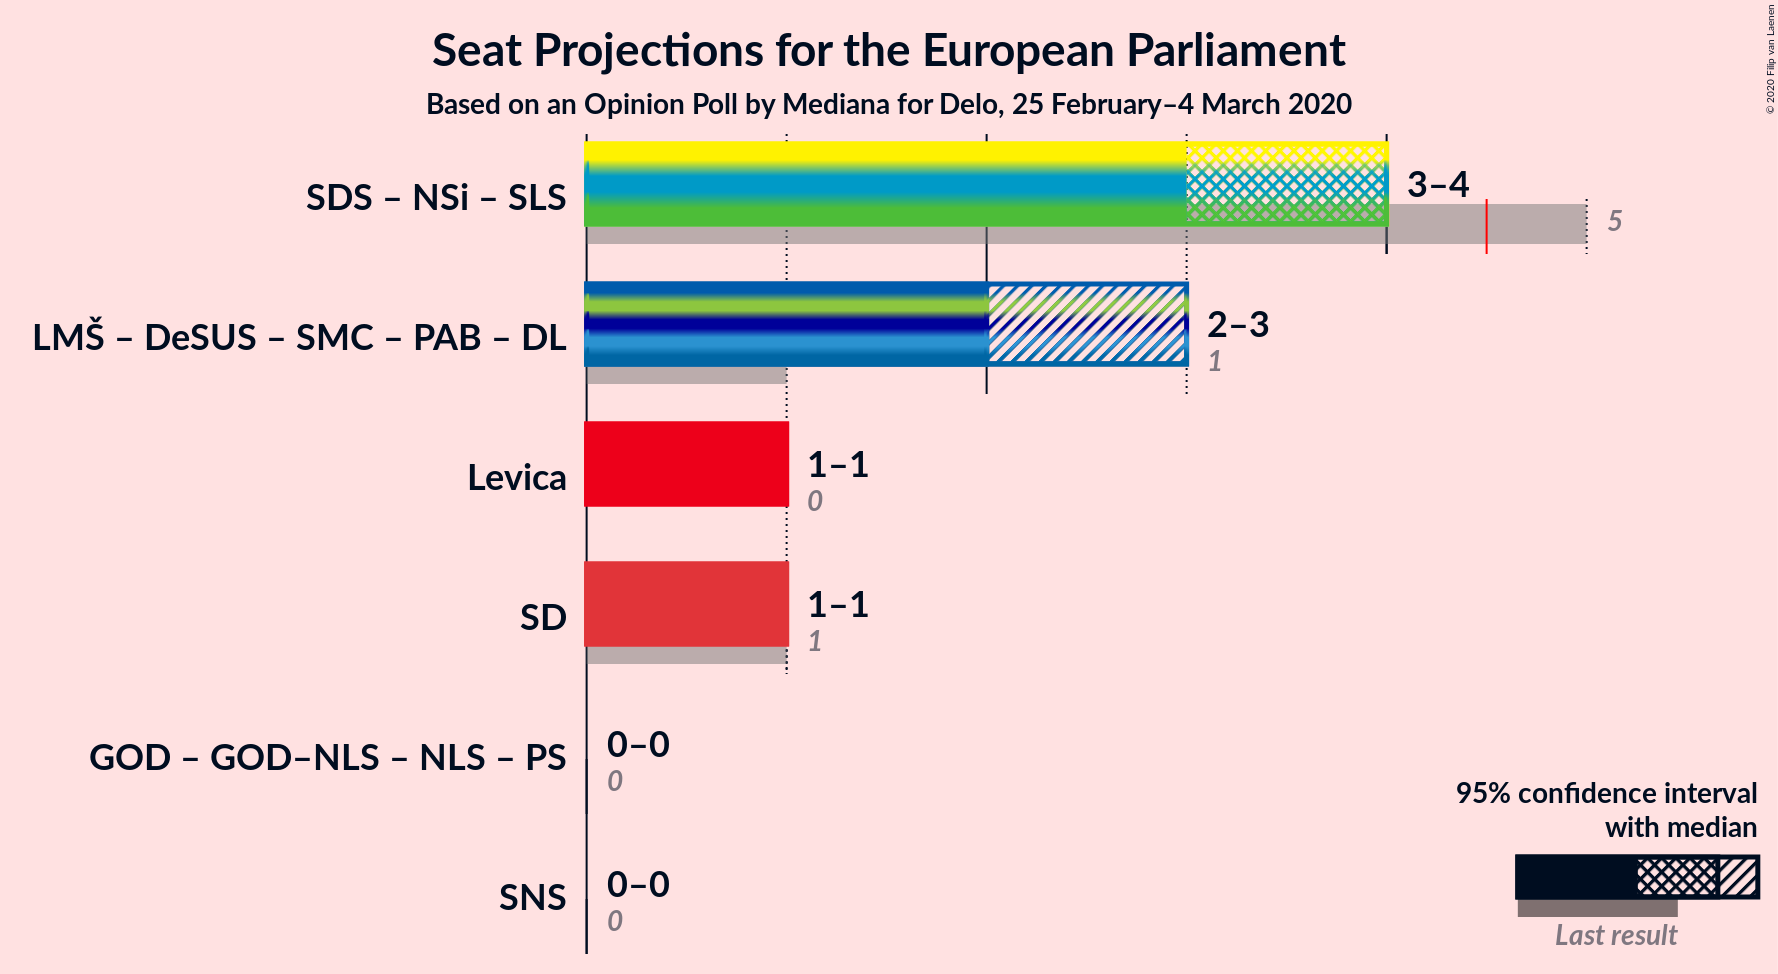 Seat Projections for the European Parliament
Based on an Opinion Poll by Mediana for Delo, 25 February–4 March 2020
© 2020 Filip van Laenen
SDS – NSi – SLS
3–4
5
LMŠ – DeSUS – SMC – PAB – DL
2–3
1
Levica
1–1
0
SD
1–1
1
GOD – GOD–NLS – NLS – PS
0–0
0
SNS
0–0
0
95% confidence interval
with median
Last result